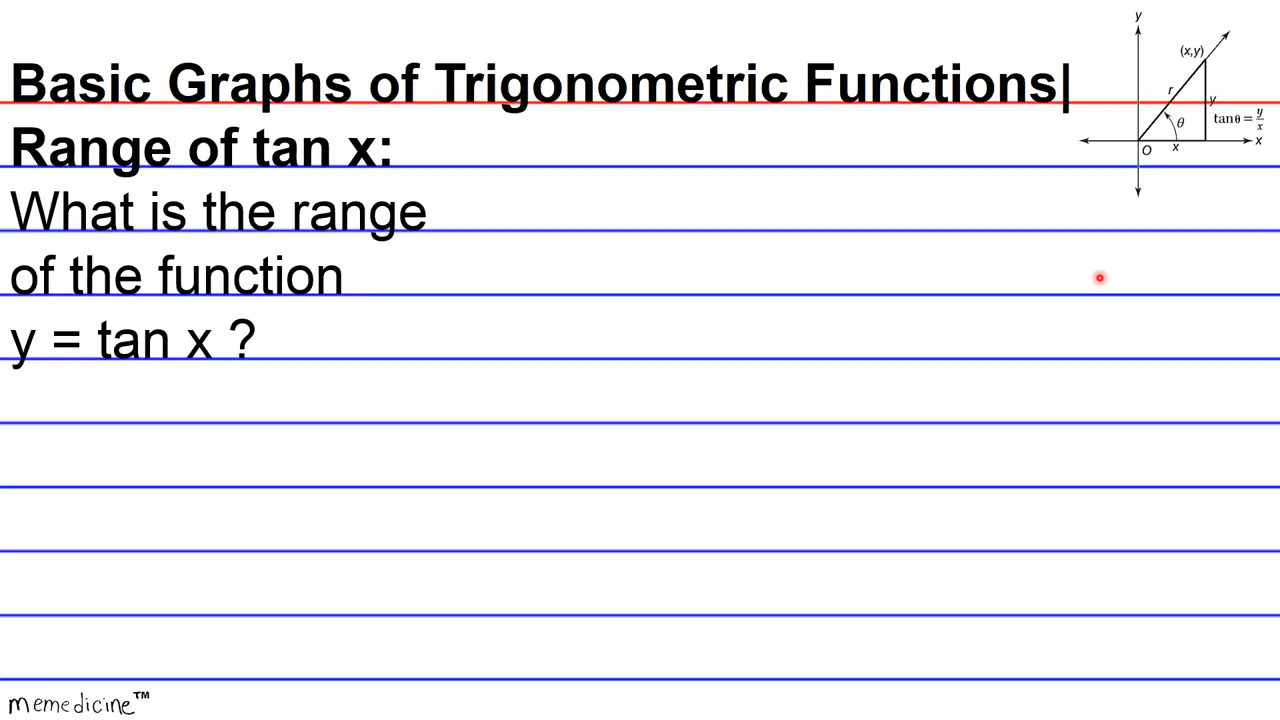 Basic Graphs of Trigonometric Functions|
Range of tan x:
What is the range
of the function
y = tan x ?
y
(x,y)
r
y
θ
tanθ = y/x
O
x
x
memedicine™